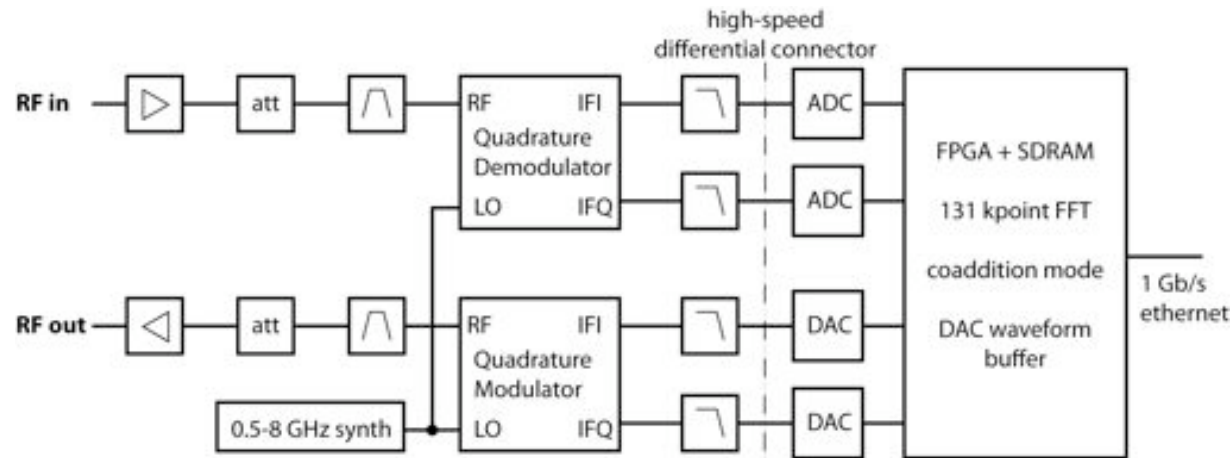 high-speed
differential connector
RF in
att
RF
IFI
Quadrature
Demodulator
LO
IFQ
ADC
ADC
FPGA + SDRAM
131 kpoint FFT
coaddition mode
DAC waveform
buffer
1 Gb/s
ethernet
RF out
att
RF
IFI
Quadrature
Modulator
LO
IFQ
DAC
DAC
0.5-8 GHz synth